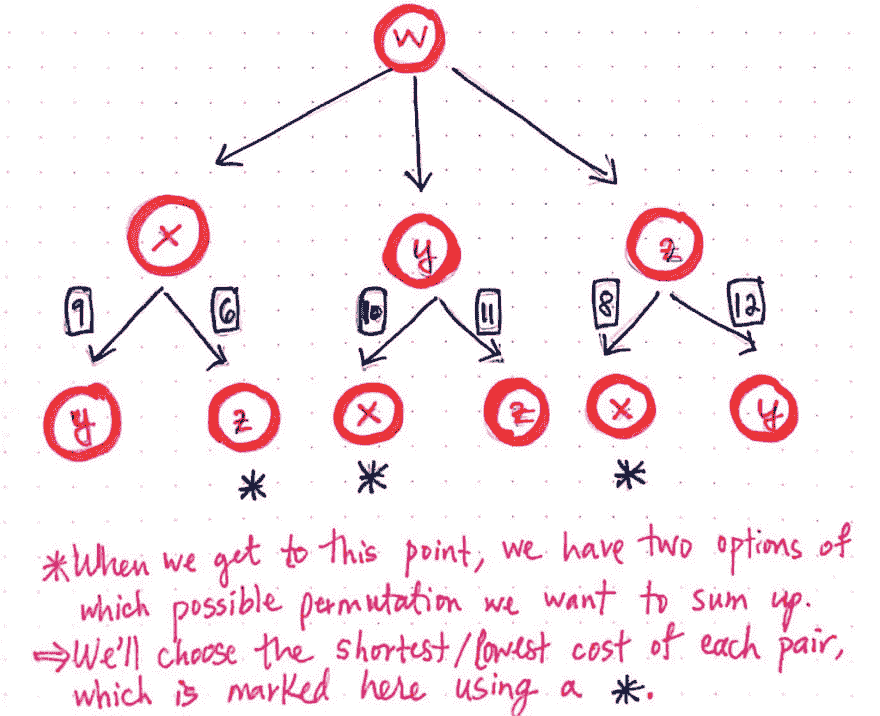 w
x y z
9 6 10 11 8 12
y z x z x y
* * *
*When we get to this point, we have two options of
which possible permutation we want to sum up.
⇒We'll choose the shortest/lowest cost of each pair,
which is marked here using a *.